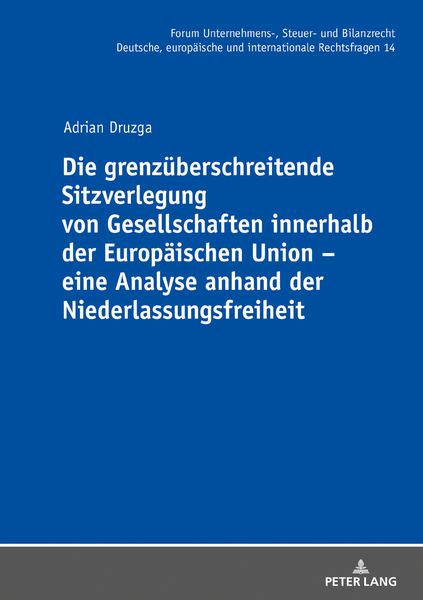 Forum Unternehmens-, Steuer- und Bilanzrecht
Deutsche, europäische und internationale Rechtsfragen 14
Adrian Druzga
Die grenzüberschreitende
Sitzverlegung
von Gesellschaften innerhalb
der Europäischen Union –
eine Analyse anhand der
Niederlassungsfreiheit
PETER LANG